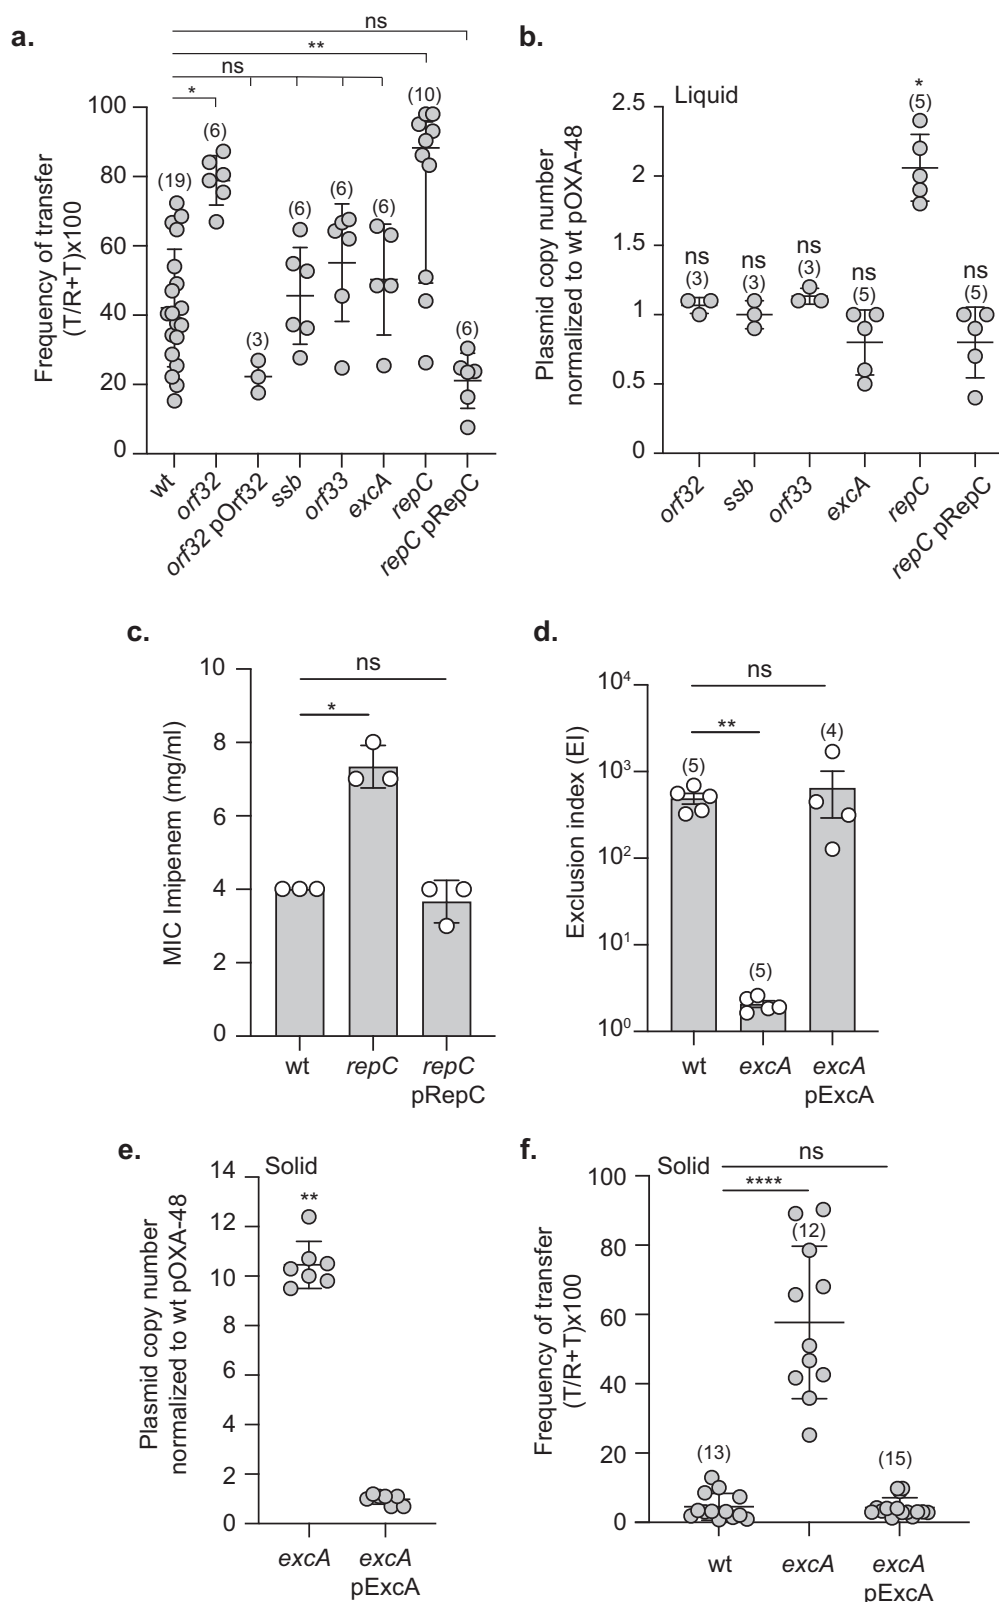 a.
ns
**
ns
*
(19)
(6)
(3)
(6)
(6)
(6)
(10)
(6)
100
80
60
40
20
0
Frequency of transfer
(T/R+T)x100
wt
orf32
orf32 pOrf32
ssb
orf33
excA
repC
repC pRepC
b.
Liquid
2.5
2
1.5
1
0.5
0
Plasmid copy number
normalized to wt pOXA-48
ns
(3)
ns
(3)
ns
(3)
ns
(5)
*
(5)
ns
(5)
orf32
ssb
orf33
excA
repC
repC pRepC
c.
ns
*
10
8
6
4
2
0
MIC Imipenem (mg/ml)
wt
repC
repC
pRepC
d.
ns
**
(5)
(5)
(4)
10⁴
10³
10²
10¹
10⁰
Exclusion index (EI)
wt
excA
excA
pExcA
e.
Solid
**
14
12
10
8
6
4
2
0
Plasmid copy number
normalized to wt pOXA-48
excA
excA
pExcA
f.
Solid
ns
****
(13)
(12)
(15)
100
80
60
40
20
0
Frequency of transfer
(T/R+T)x100
wt
excA
excA
pExcA